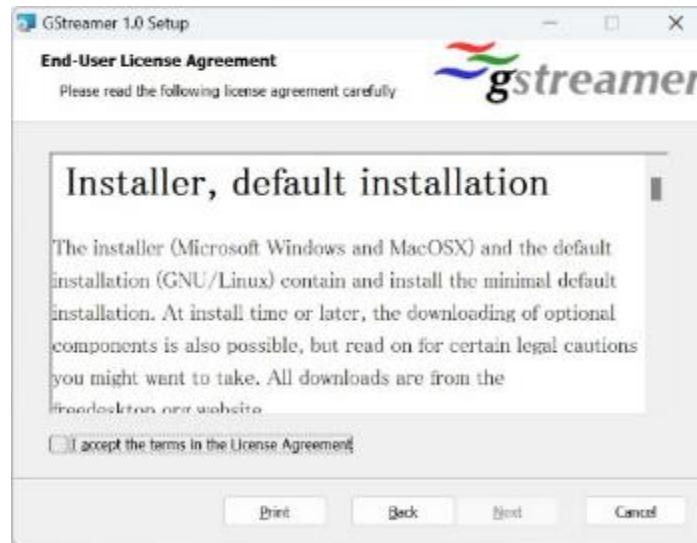 GStreamer 1.0 Setup
End-User License Agreement
Please read the following license agreement carefully
gstreamer
Installer, default installation
The installer (Microsoft Windows and MacOSX) and the default
installation (GNU/Linux) contain and install the minimal default
installation. At install time or later, the downloading of optional
components is also possible, but read on for certain legal cautions
you might want to take. All downloads are from the
freedesktop.org website.
I accept the terms in the License Agreement
Print
Back
Next
Cancel